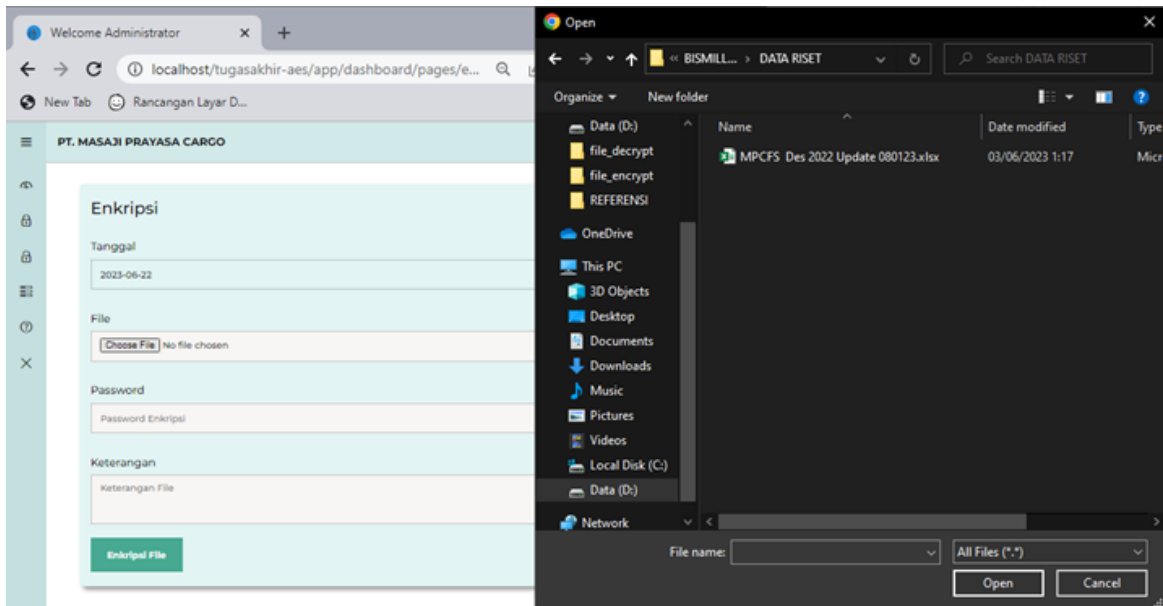 Welcome Administrator
localhost/tugasakhir-aes/app/dashboard/pages/e...
New Tab Rancangan Layar D...
PT. MASAJI PRAYASA CARGO
Enkripsi
Tanggal
2023-06-22
File
Choose File No file chosen
Password
Password Enkripsi
Keterangan
Keterangan File
Enkripsi File
Open
« BISMILL... > DATA RISET
Search DATA RISET
Organize New folder
Data (D:)
file_decrypt
file_encrypt
REFERENSI
OneDrive
This PC
3D Objects
Desktop
Documents
Downloads
Music
Pictures
Videos
Local Disk (C:)
Data (D:)
Network
Name Date modified Type
MPCFS Des 2022 Update 080123.xlsx 03/06/2023 1:17 Micr
File name: All Files (*.*)
Open Cancel